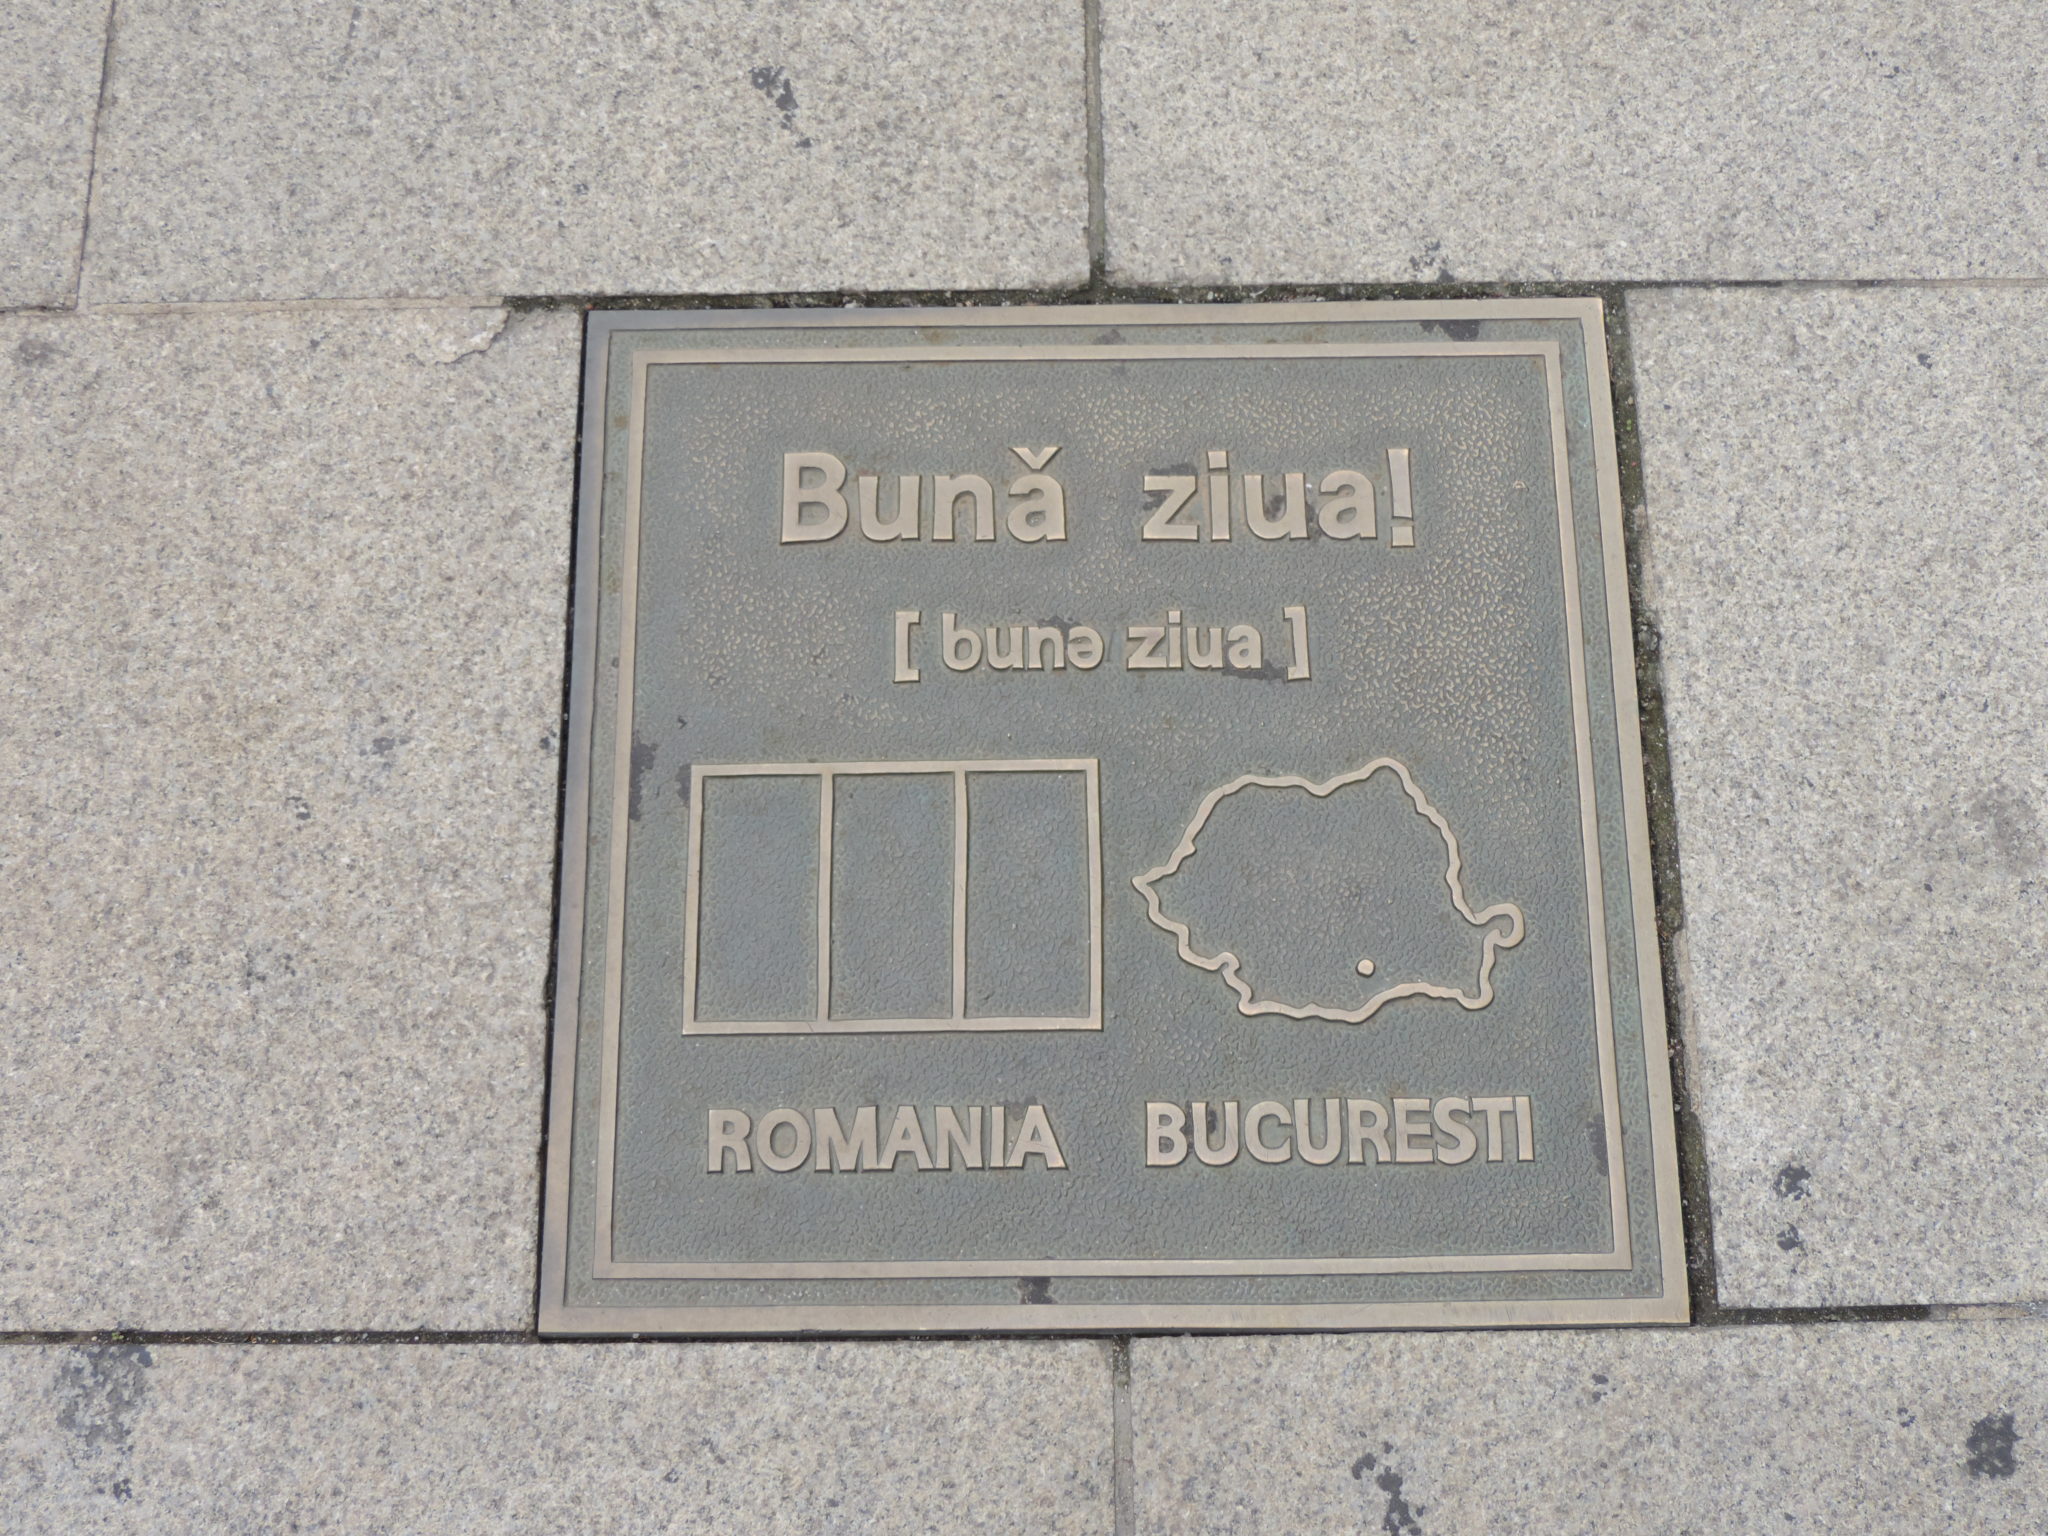 Bună ziua!
[ bunə ziua ]
ROMANIA BUCURESTI